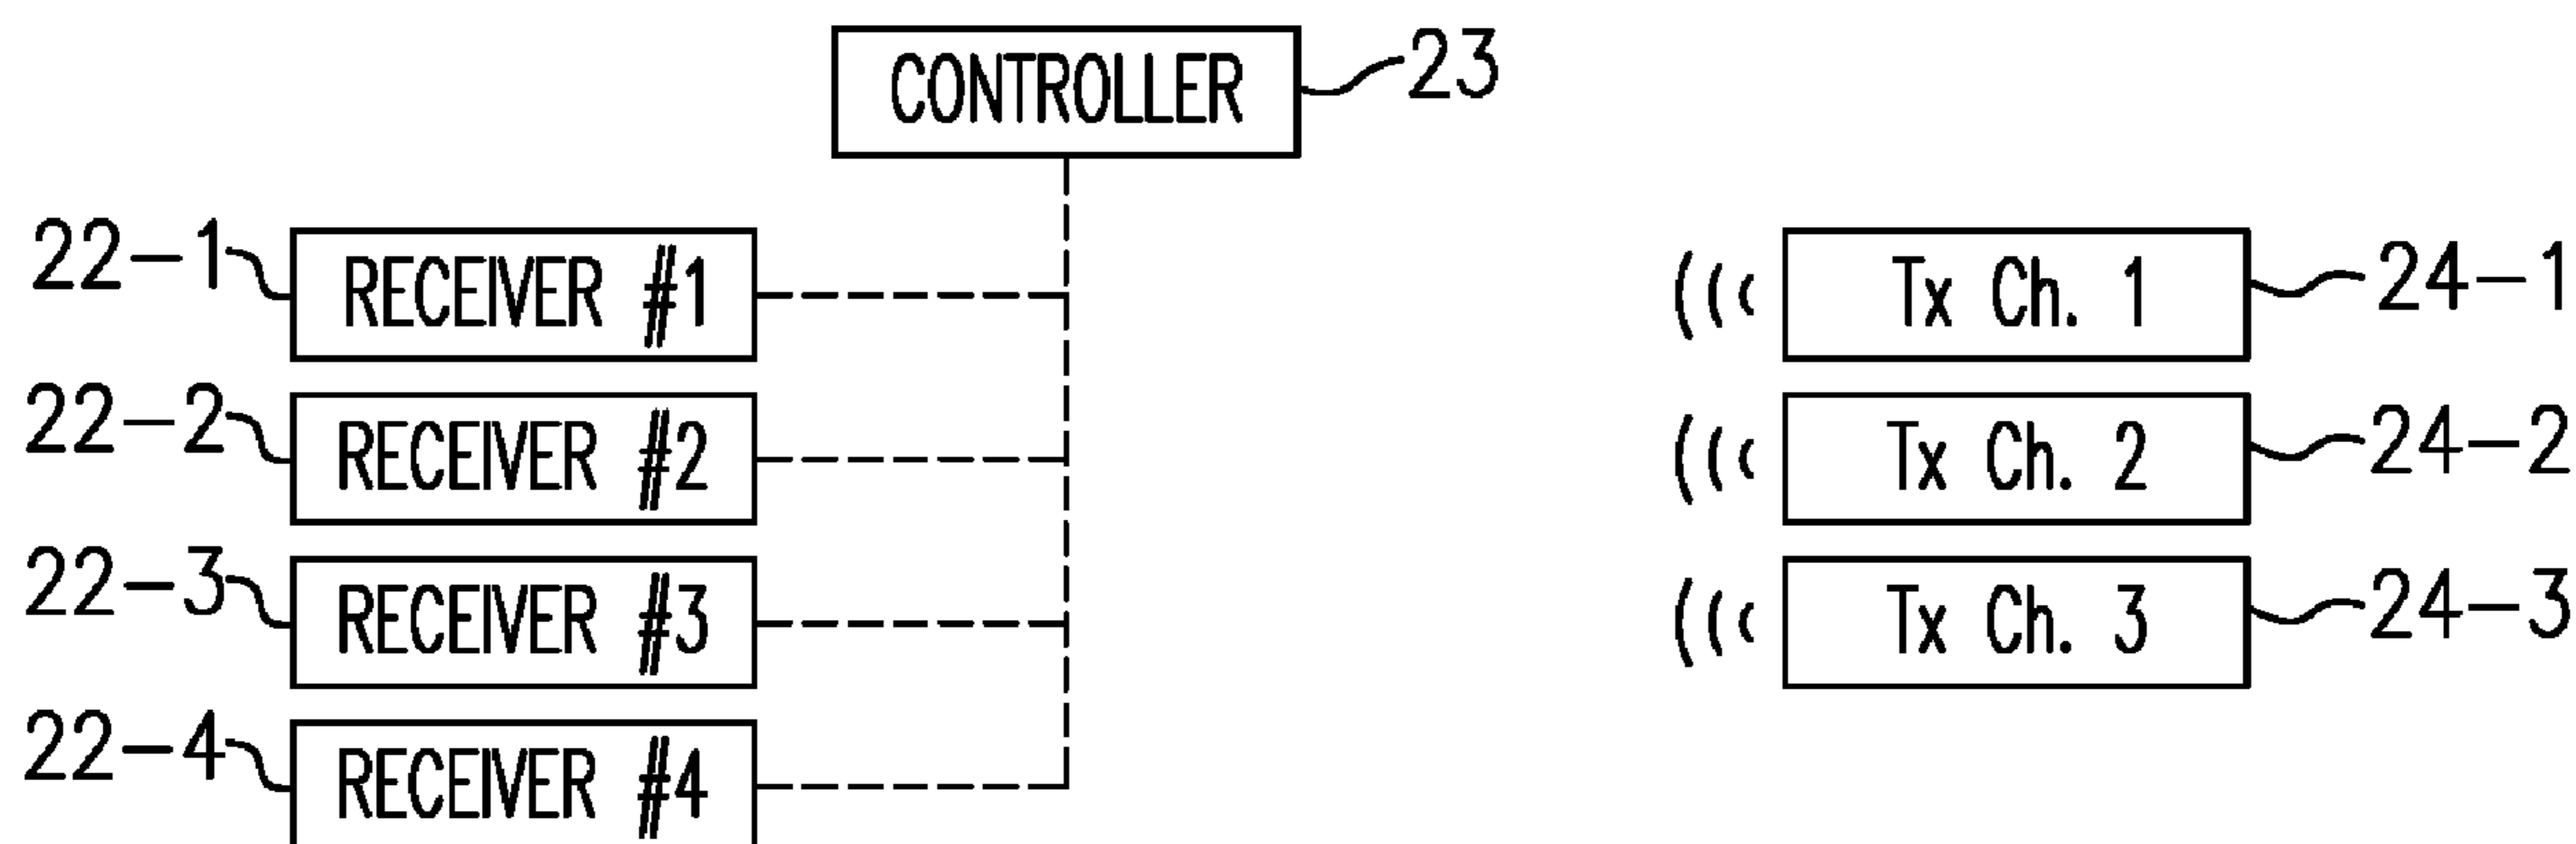 CONTROLLER 23
22-1 RECEIVER #1 Tx Ch. 1 24-1
22-2 RECEIVER #2 Tx Ch. 2 24-2
22-3 RECEIVER #3 Tx Ch. 3 24-3
22-4 RECEIVER #4